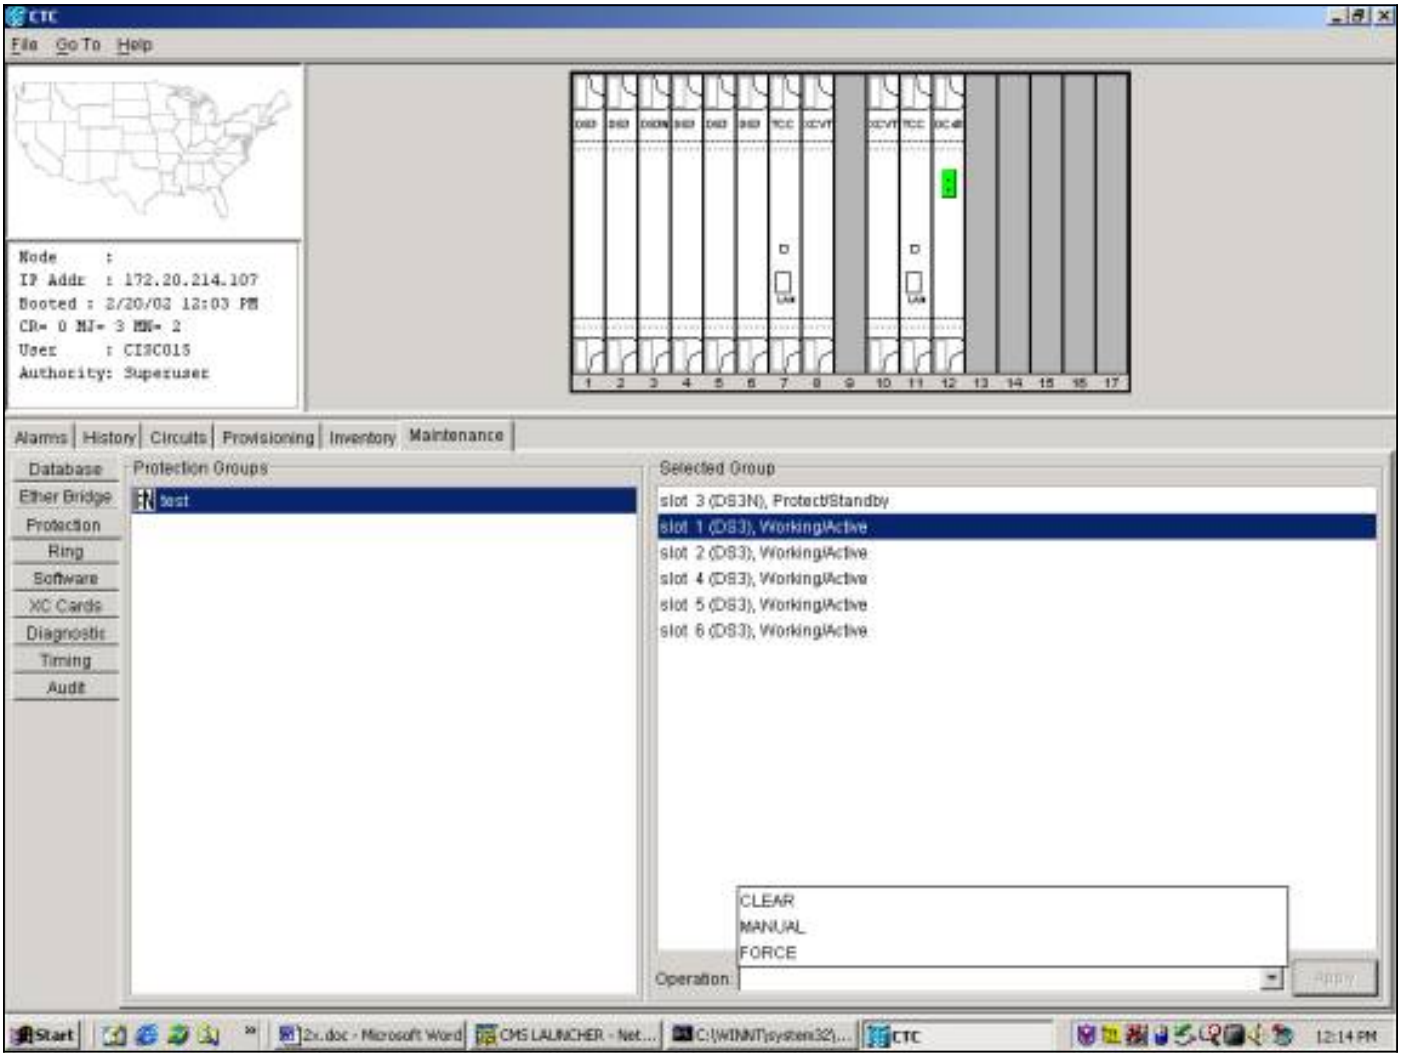 CTC
File Go To Help
DS3 DS3 DS3N DS3 DS3 DS3 TCC XCVT XCVT TCC OC48
LAN LAN
1 2 3 4 5 6 7 8 9 10 11 12 13 14 15 16 17
Node :
IP Addr : 172.20.214.107
Booted : 2/20/02 12:03 PM
CR= 0 MJ= 3 MN= 2
User : CISCO15
Authority: Superuser
Alarms History Circuits Provisioning Inventory Maintenance
Database
Ether Bridge
Protection
Ring
Software
XC Cards
Diagnostic
Timing
Audit
Protection Groups
1:N test
Selected Group
slot 3 (DS3N), Protect/Standby
slot 1 (DS3), Working/Active
slot 2 (DS3), Working/Active
slot 4 (DS3), Working/Active
slot 5 (DS3), Working/Active
slot 6 (DS3), Working/Active
CLEAR
MANUAL
FORCE
Operation: Apply
Start » 2x.doc - Microsoft Word CMS LAUNCHER - Net... C:\WINNT\system32\... CTC 12:14 PM